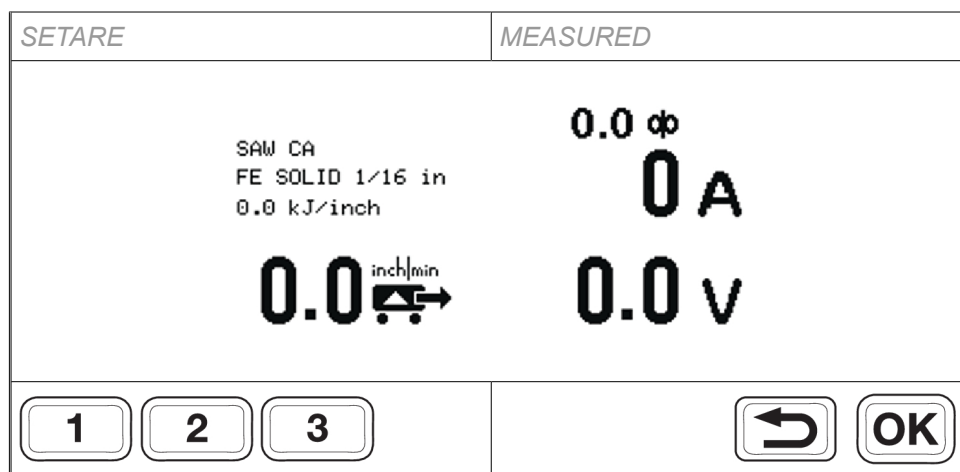 SETARE
MEASURED
SAW CA
FE SOLID 1/16 in
0.0 kJ/inch
0.0 inch|min
0.0
0 A
0.0 V
1 2 3
OK